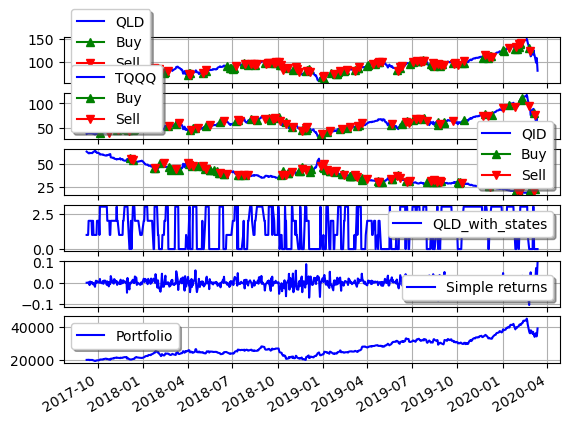 QLD
Buy
Sell
150
100
TQQQ
Buy
Sell
100
50
QID
Buy
Sell
50
25
QLD_with_states
2.5
0.0
Simple returns
0.1
0.0
−0.1
Portfolio
40000
20000
2017-10 2018-01 2018-04 2018-07 2018-10 2019-01 2019-04 2019-07 2019-10 2020-01 2020-04